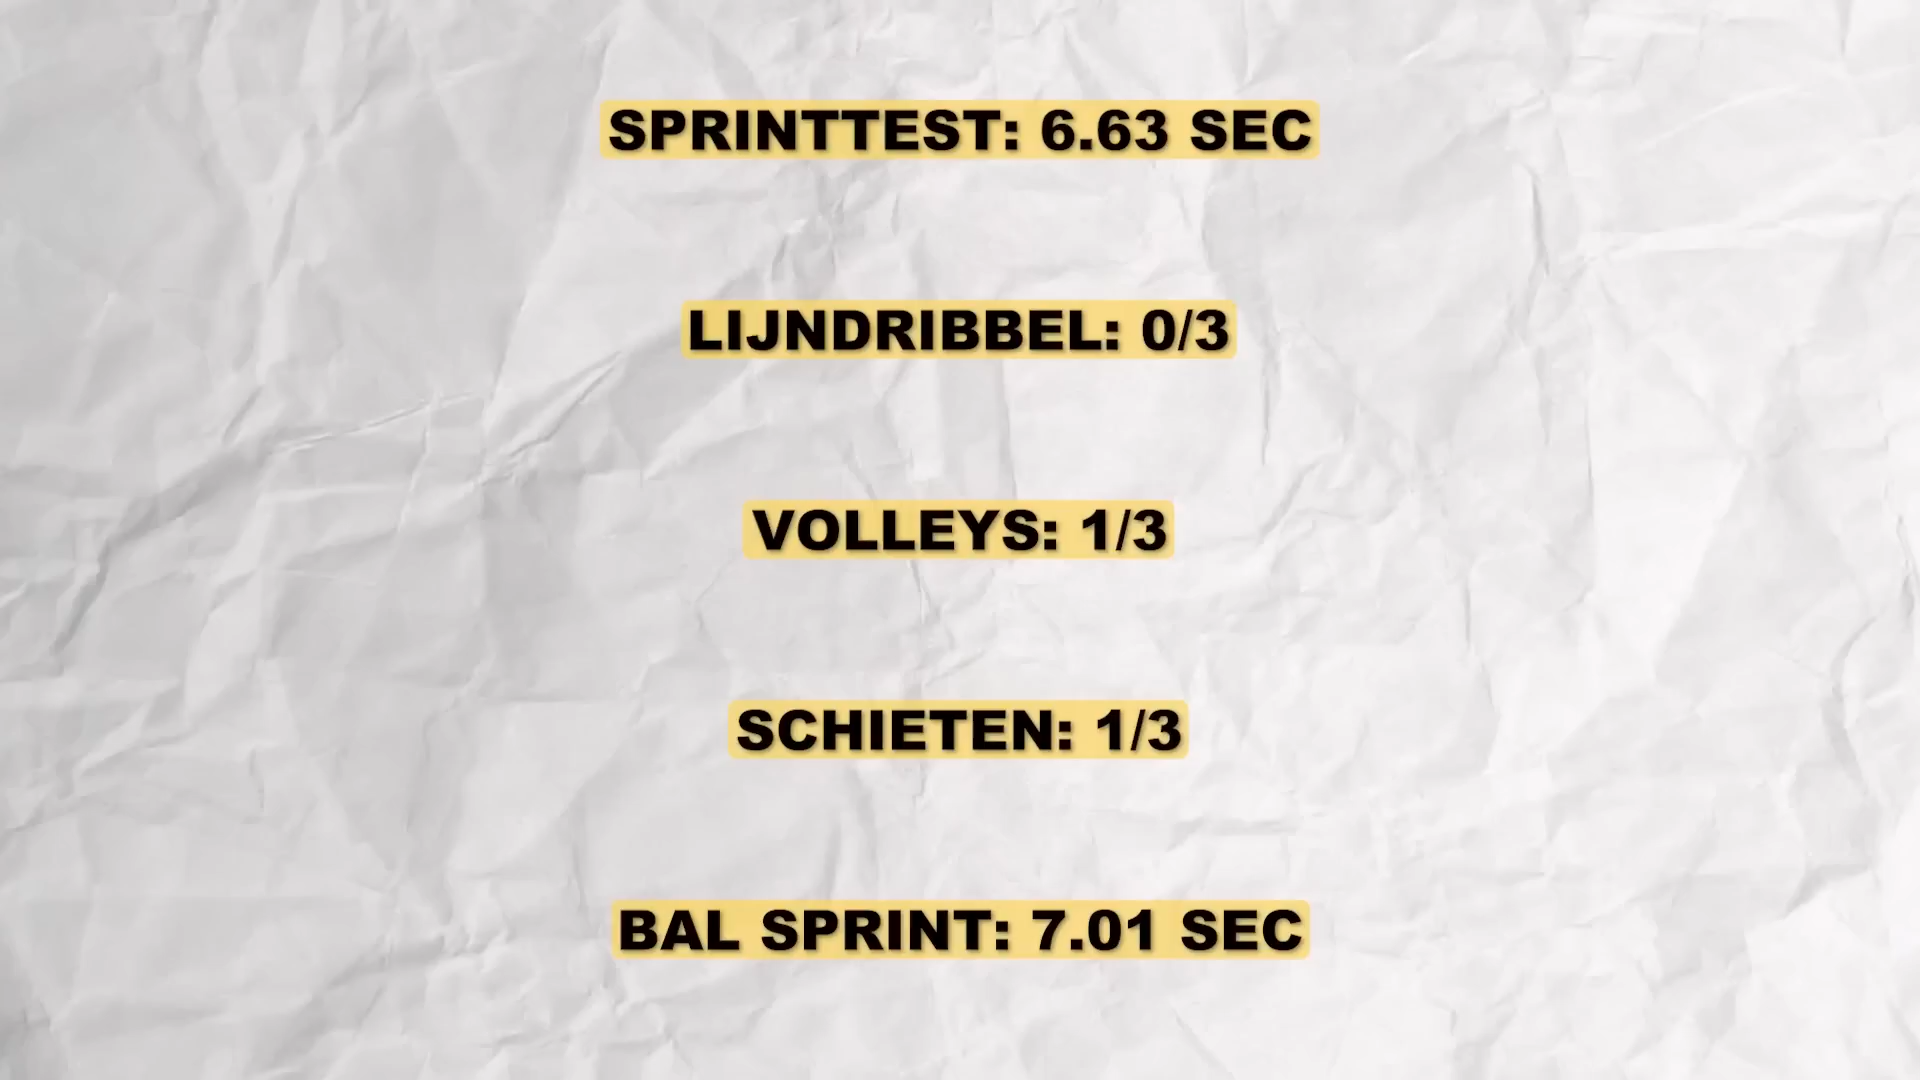 SPRINTTEST: 6.63 SEC
LIJNDRIBBEL: 0/3
VOLLEYS: 1/3
SCHIETEN: 1/3
BAL SPRINT: 7.01 SEC